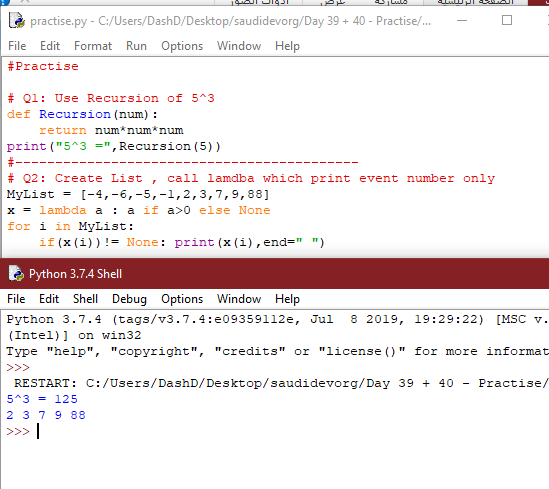 الصفحة الرئيسية مشاركة عرض أدوات الصور
practise.py - C:/Users/DashD/Desktop/saudidevorg/Day 39 + 40 - Practise/...
File Edit Format Run Options Window Help
#Practise
# Q1: Use Recursion of 5^3
def Recursion(num):
    return num*num*num
print("5^3 =",Recursion(5))
#------------------------------------------
# Q2: Create List , call lamdba which print event number only
MyList = [-4,-6,-5,-1,2,3,7,9,88]
x = lambda a : a if a>0 else None
for i in MyList:
    if(x(i))!= None: print(x(i),end=" ")
Python 3.7.4 Shell
File Edit Shell Debug Options Window Help
Python 3.7.4 (tags/v3.7.4:e09359112e, Jul  8 2019, 19:29:22) [MSC v.
(Intel)] on win32
Type "help", "copyright", "credits" or "license()" for more informat
>>>
 RESTART: C:/Users/DashD/Desktop/saudidevorg/Day 39 + 40 - Practise/
5^3 = 125
2 3 7 9 88
>>>